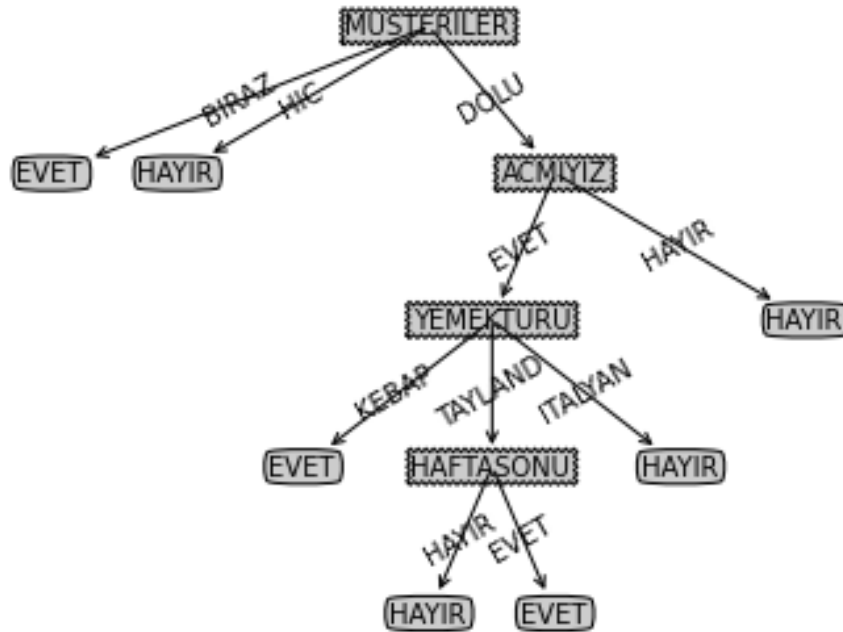 MUSTERILER
BIRAZ
HIC
DOLU
EVET
HAYIR
ACMIYIZ
EVET
HAYIR
YEMEKTURU
HAYIR
KEBAP
TAYLAND
ITALYAN
EVET
HAFTASONU
HAYIR
HAYIR
EVET
HAYIR
EVET